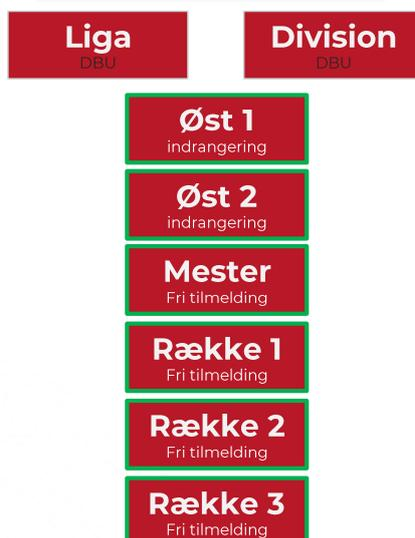 Liga
DBU
Division
DBU
Øst 1
indrangering
Øst 2
indrangering
Mester
Fri tilmelding
Række 1
Fri tilmelding
Række 2
Fri tilmelding
Række 3
Fri tilmelding